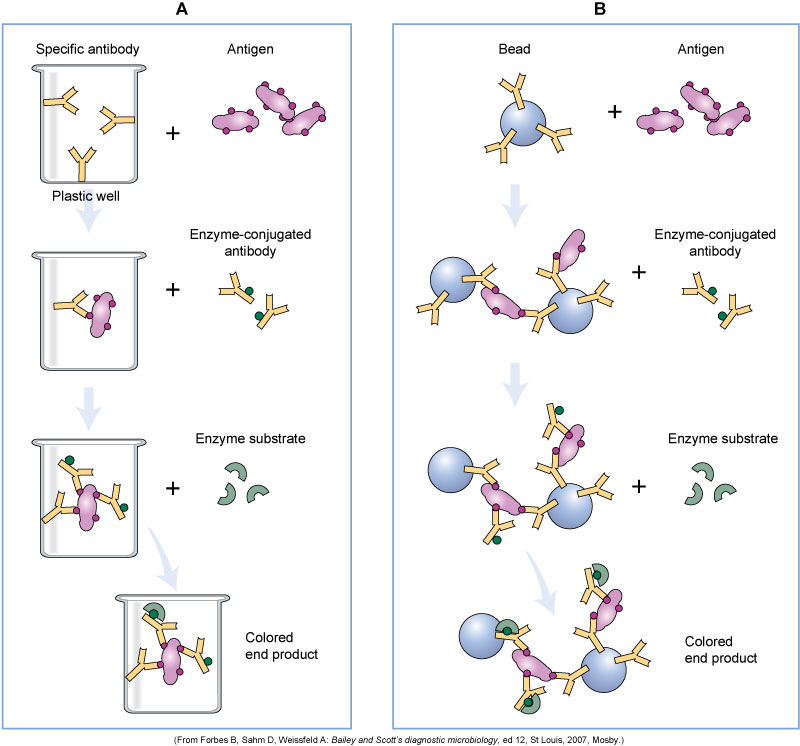 A
Specific antibody
Antigen
+
Plastic well
Enzyme-conjugated
antibody
+
Enzyme substrate
+
Colored
end product
B
Bead
Antigen
+
Enzyme-conjugated
antibody
+
Enzyme substrate
+
Colored
end product
(From Forbes B, Sahm D, Weissfeld A: Bailey and Scott's diagnostic microbiology, ed 12, St Louis, 2007, Mosby.)